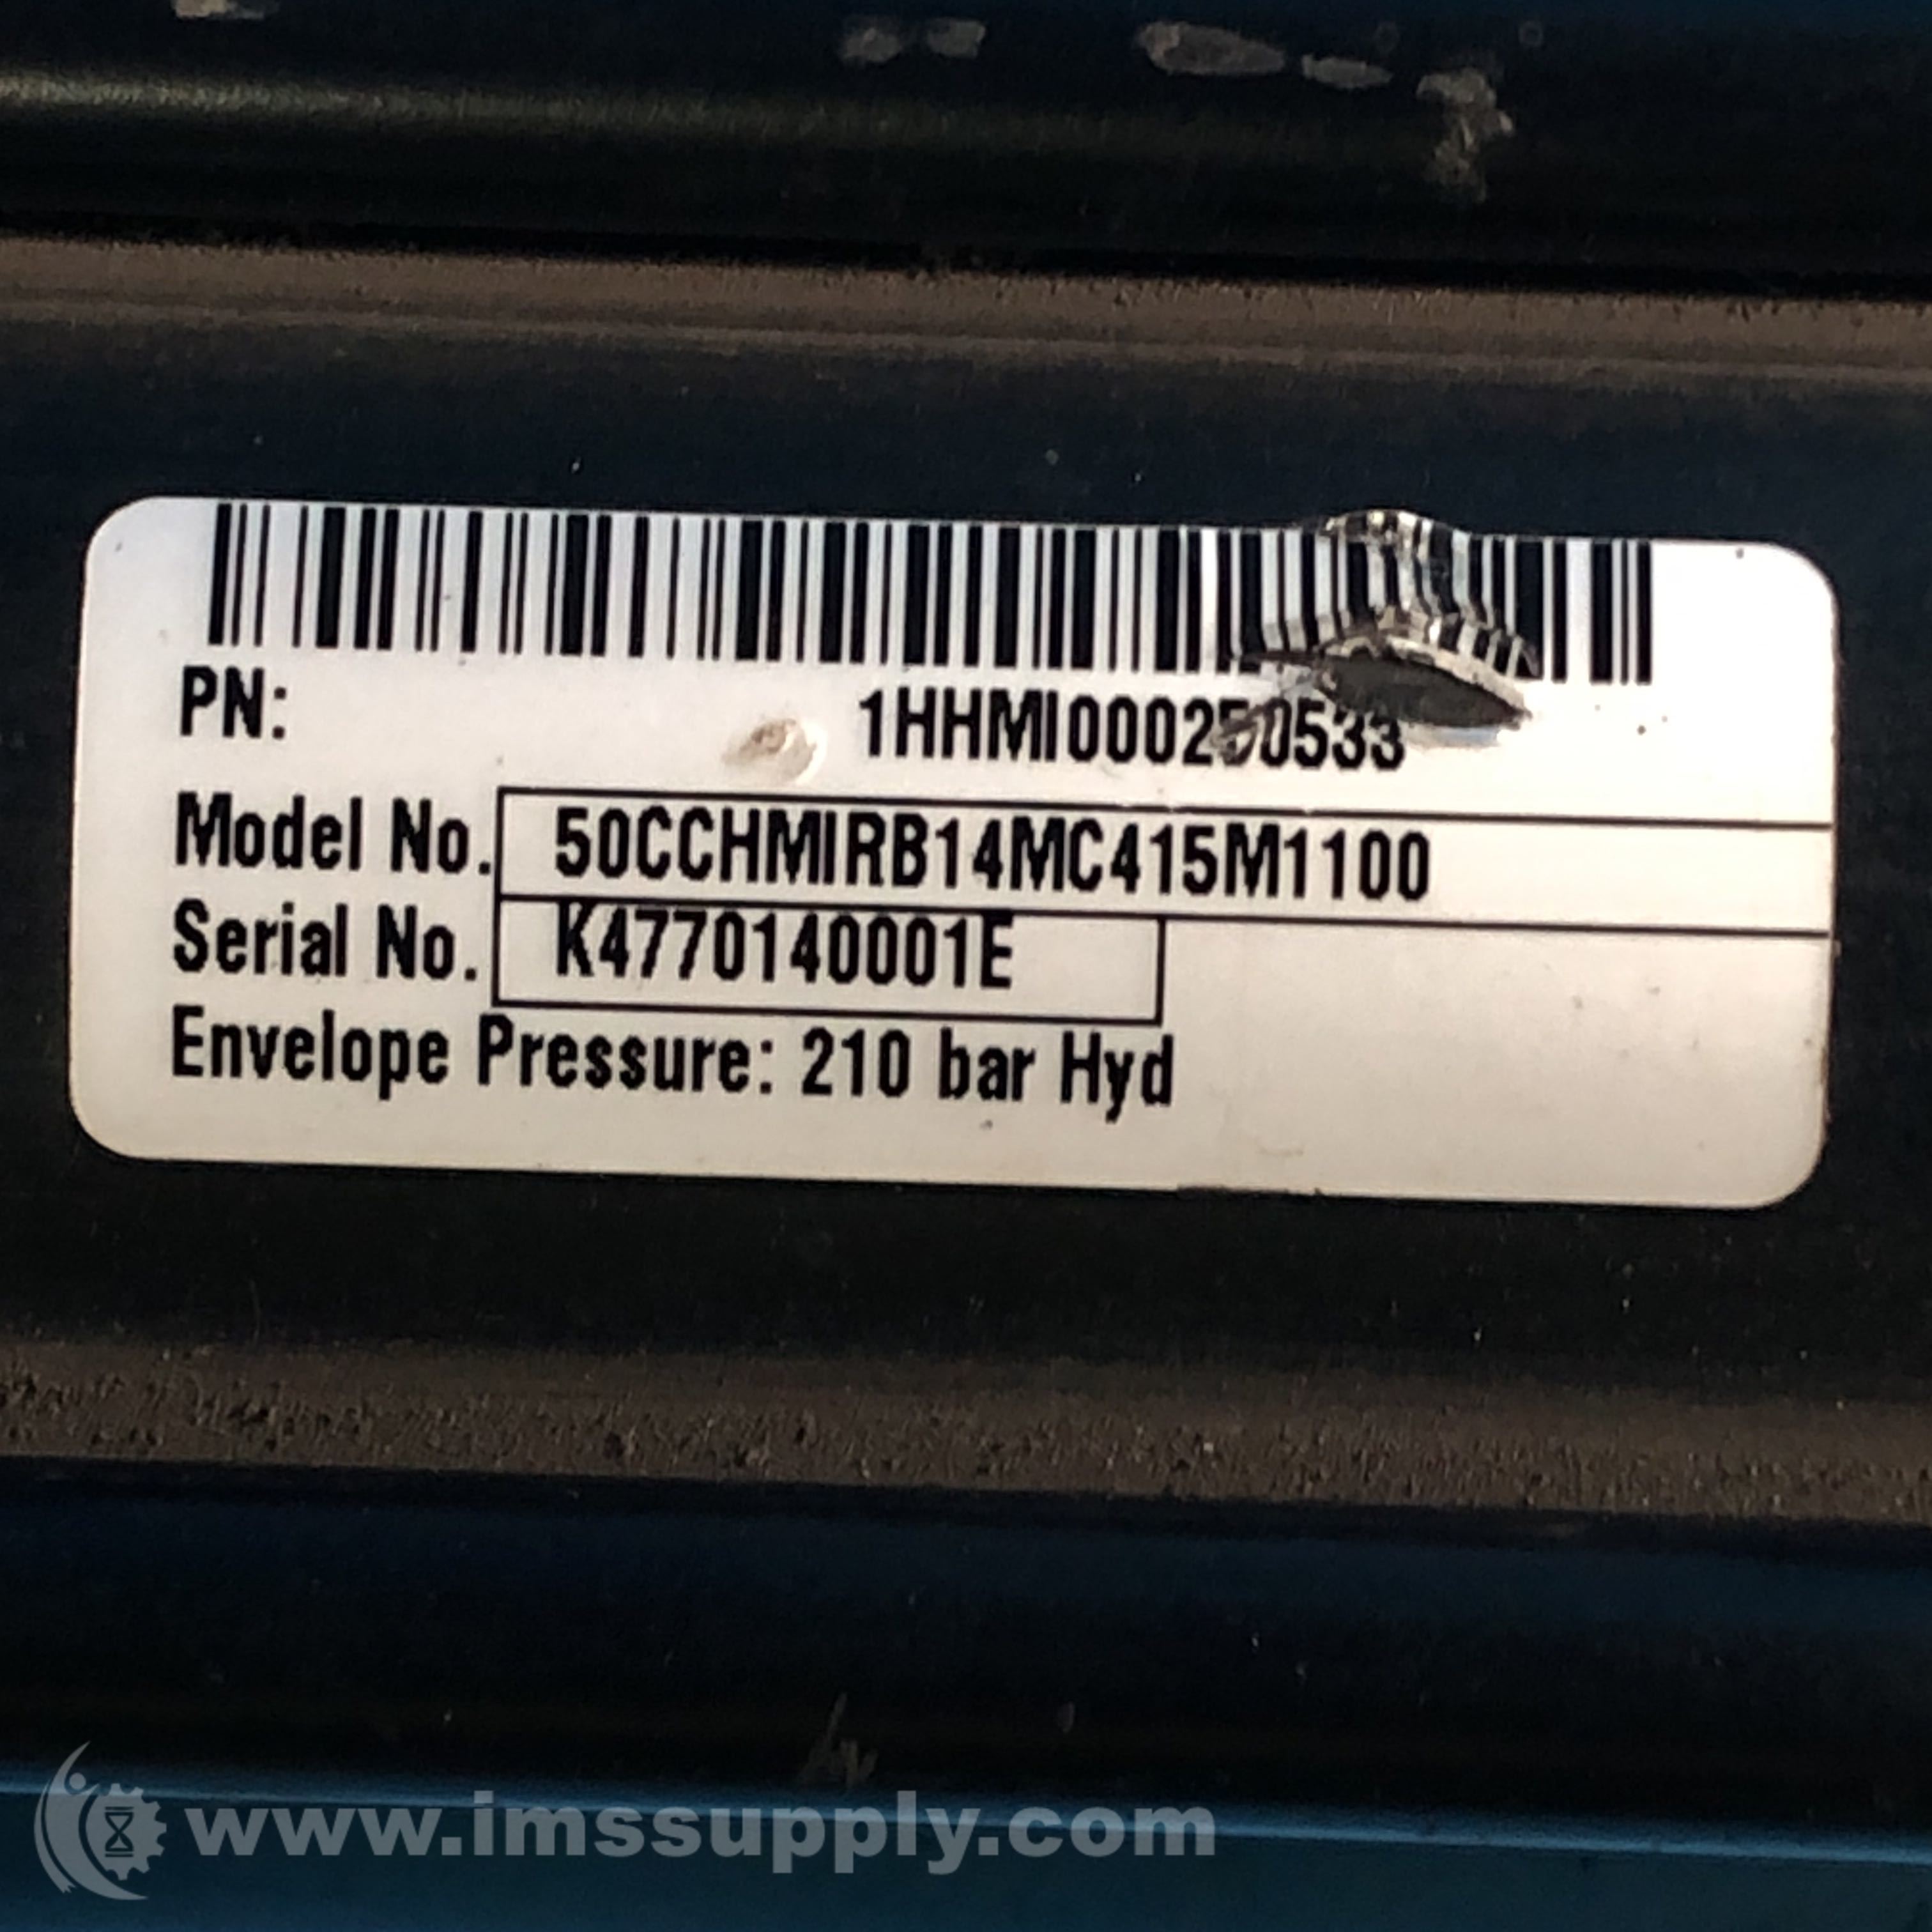 PN: 1HHMI000250533
Model No. 50CCHMIRB14MC415M1100
Serial No. K4770140001E
Envelope Pressure: 210 bar Hyd
www.imssupply.com